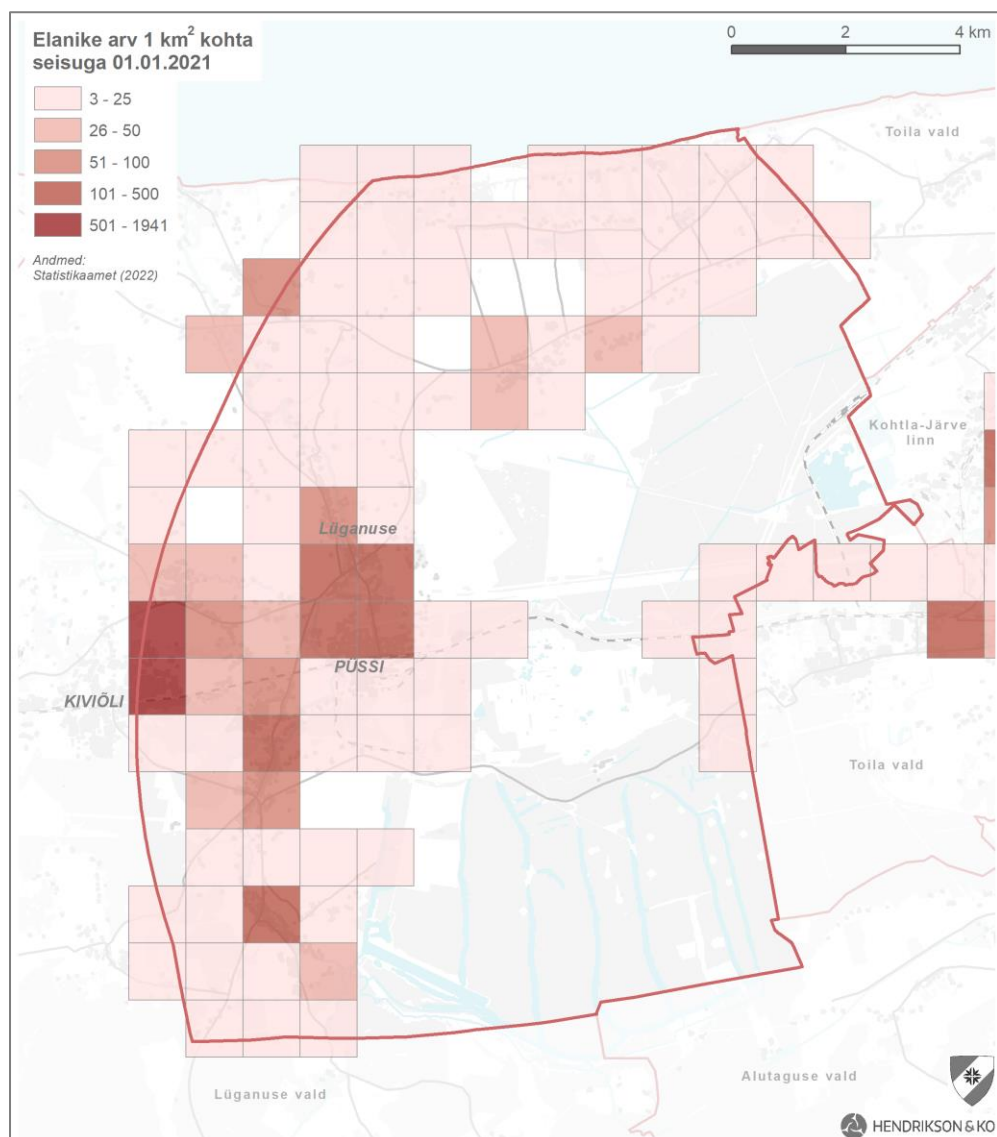 Elanike arv 1 km² kohta
seisuga 01.01.2021
3 - 25
26 - 50
51 - 100
101 - 500
501 - 1941
Andmed:
Statistikaamet (2022)
0 2 4 km
Toila vald
Kohtla-Järve
linn
Lüganuse
PÜSSI
KIVIÕLI
Toila vald
Alutaguse vald
Lüganuse vald
HENDRIKSON & KO